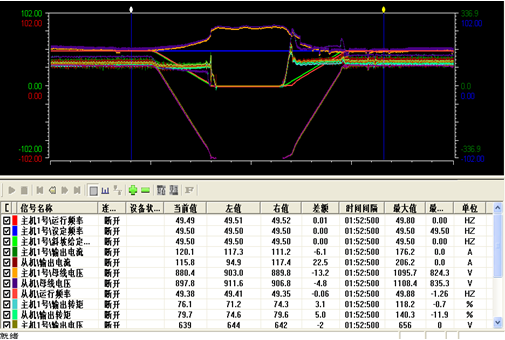 102.00 336.9
102.00 102.00
0.00 0.0
0.00 0.00
-102.00 -336.9
-102.00 -102.00
信号名称 连... 设备状... 当前值 左值 右值 差额 时间间隔 最大值 最... 单位
主机1号\运行频率 断开 49.49 49.51 49.52 0.01 01:52:500 49.80 0.00 HZ
主机1号\设定频率 断开 49.50 49.50 49.50 0.00 01:52:500 49.50 49.50 HZ
主机1号\斜坡给定... 断开 49.50 49.50 49.50 0.00 01:52:500 49.50 0.00 HZ
主机1号\输出电流 断开 120.1 117.3 111.2 -6.1 01:52:500 176.2 0.0 A
从机\输出电流 断开 115.8 94.9 117.4 22.5 01:52:500 206.2 0.0 A
主机1号\母线电压 断开 880.4 903.0 889.8 -13.2 01:52:500 1095.7 824.3 V
从机\母线电压 断开 897.8 911.6 906.8 -4.8 01:52:500 1108.4 835.3 V
从机\运行频率 断开 49.38 49.41 49.35 -0.06 01:52:500 49.88 -1.26 HZ
主机1号\输出转矩 断开 76.1 71.2 74.3 3.1 01:52:500 118.2 -0.7 %
从机\输出转矩 断开 79.7 74.6 79.6 5.0 01:52:500 140.3 -11.9 %
主机1号\输出电压 断开 639 644 642 -2 01:52:500 656 0 V
就绪